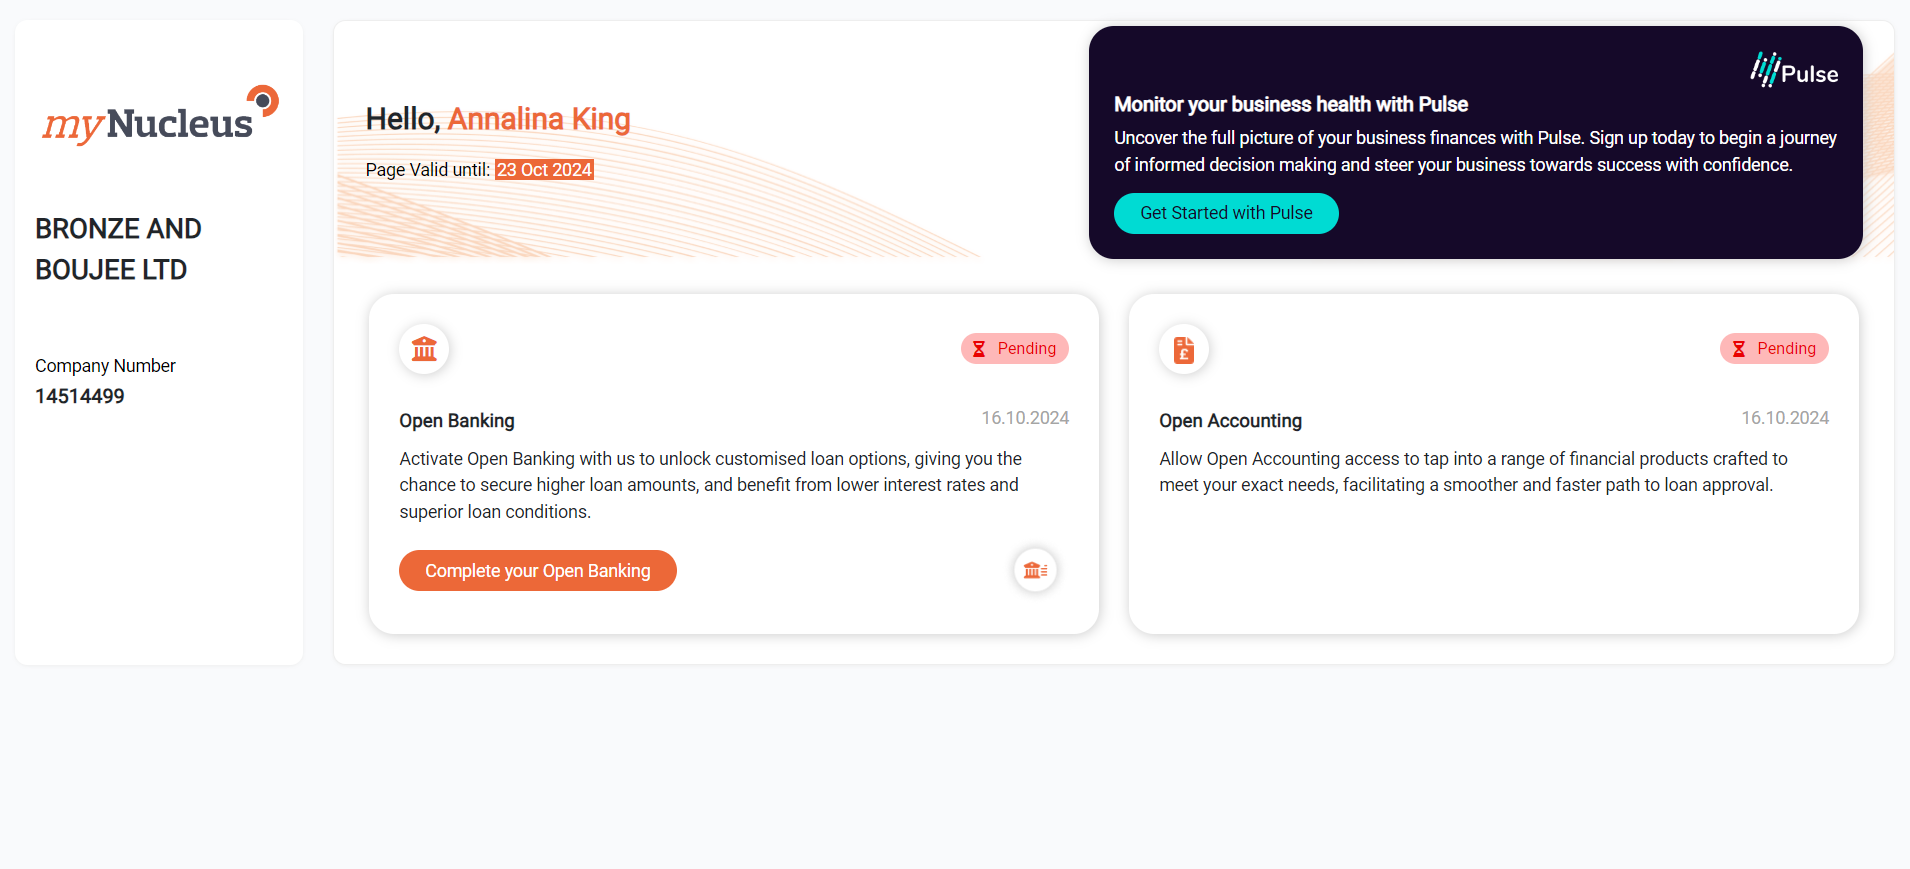 myNucleus
BRONZE AND
BOUJEE LTD
Company Number
14514499
Hello, Annalina King
Page Valid until: 23 Oct 2024
Pulse
Monitor your business health with Pulse
Uncover the full picture of your business finances with Pulse. Sign up today to begin a journey
of informed decision making and steer your business towards success with confidence.
Get Started with Pulse
Pending
Open Banking
16.10.2024
Activate Open Banking with us to unlock customised loan options, giving you the
chance to secure higher loan amounts, and benefit from lower interest rates and
superior loan conditions.
Complete your Open Banking
£
Pending
Open Accounting
16.10.2024
Allow Open Accounting access to tap into a range of financial products crafted to
meet your exact needs, facilitating a smoother and faster path to loan approval.